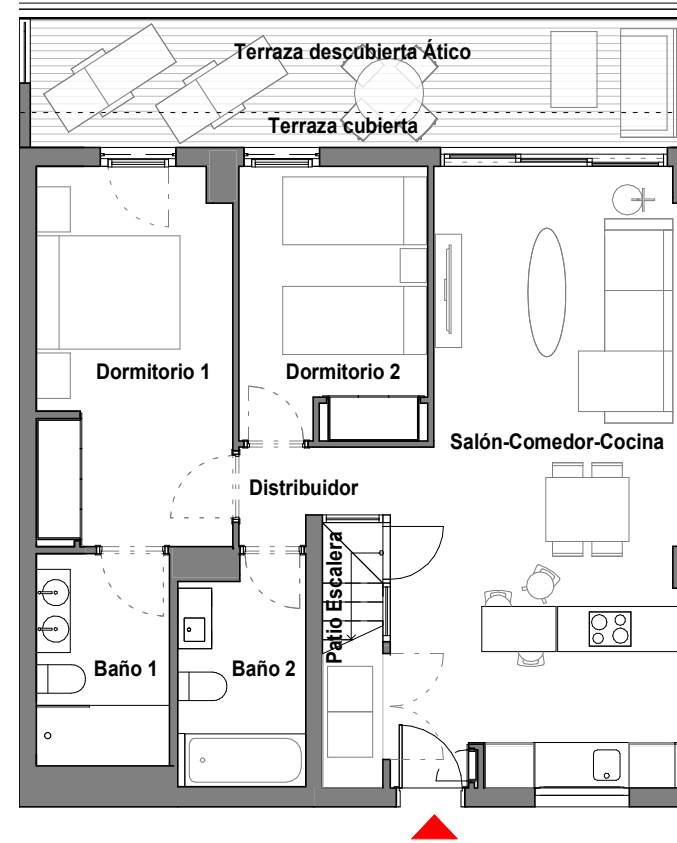 Terraza descubierta Ático
Terraza cubierta
Dormitorio 1
Dormitorio 2
Salón-Comedor-Cocina
Distribuidor
Patio Escalera
Baño 1
Baño 2